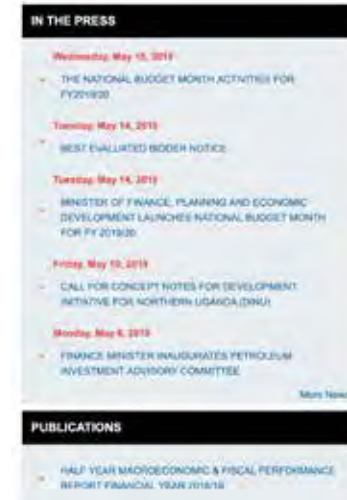 IN THE PRESS
Wednesday, May 15, 2019
THE NATIONAL BUDGET MONTH ACTIVITIES FOR
FY2019/20
Tuesday, May 14, 2019
BEST EVALUATED BIDDER NOTICE
Tuesday, May 14, 2019
MINISTER OF FINANCE, PLANNING AND ECONOMIC
DEVELOPMENT LAUNCHES NATIONAL BUDGET MONTH
FOR FY 2019/20
Friday, May 10, 2019
CALL FOR CONCEPT NOTES FOR DEVELOPMENT
INITIATIVE FOR NORTHERN UGANDA (DINU)
Monday, May 6, 2019
FINANCE MINISTER INAUGURATES PETROLEUM
INVESTMENT ADVISORY COMMITTEE
More News
PUBLICATIONS
HALF YEAR MACROECONOMIC & FISCAL PERFORMANCE
REPORT FINANCIAL YEAR 2018/19